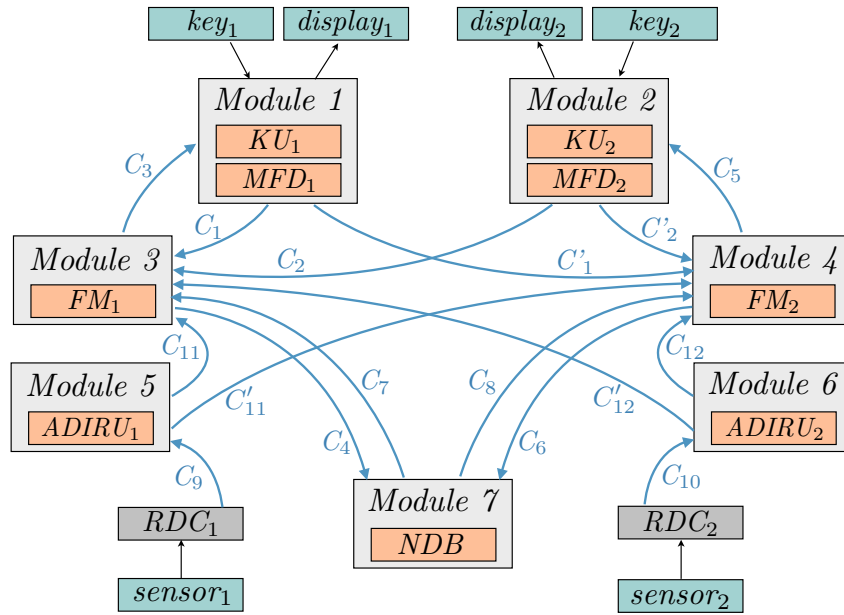 key₁ display₁ display₂ key₂
Module 1 Module 2
KU₁ KU₂
MFD₁ MFD₂
C₃ C₅
C₁ C₂ C'₁ C'₂
Module 3 Module 4
FM₁ FM₂
C₁₁ C₁₂
Module 5 C₇ C₈ Module 6
C′₁₁ C′₁₂
ADIRU₁ C₄ C₆ ADIRU₂
C₉ C₁₀
Module 7
RDC₁ RDC₂
NDB
sensor₁ sensor₂